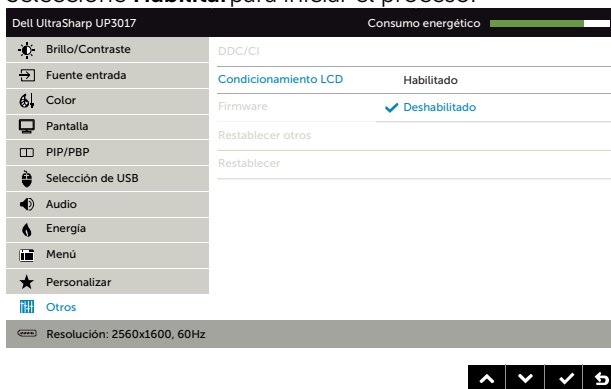 Seleccione Habilitar para iniciar el proceso.
Dell UltraSharp UP3017 Consumo energético
Brillo/Contraste DDC/CI
Fuente entrada Condicionamiento LCD Habilitado
Color Firmware Deshabilitado
Pantalla Restablecer otros
PIP/PBP Restablecer
Selección de USB
Audio
Energía
Menú
Personalizar
Otros
Resolución: 2560x1600, 60Hz